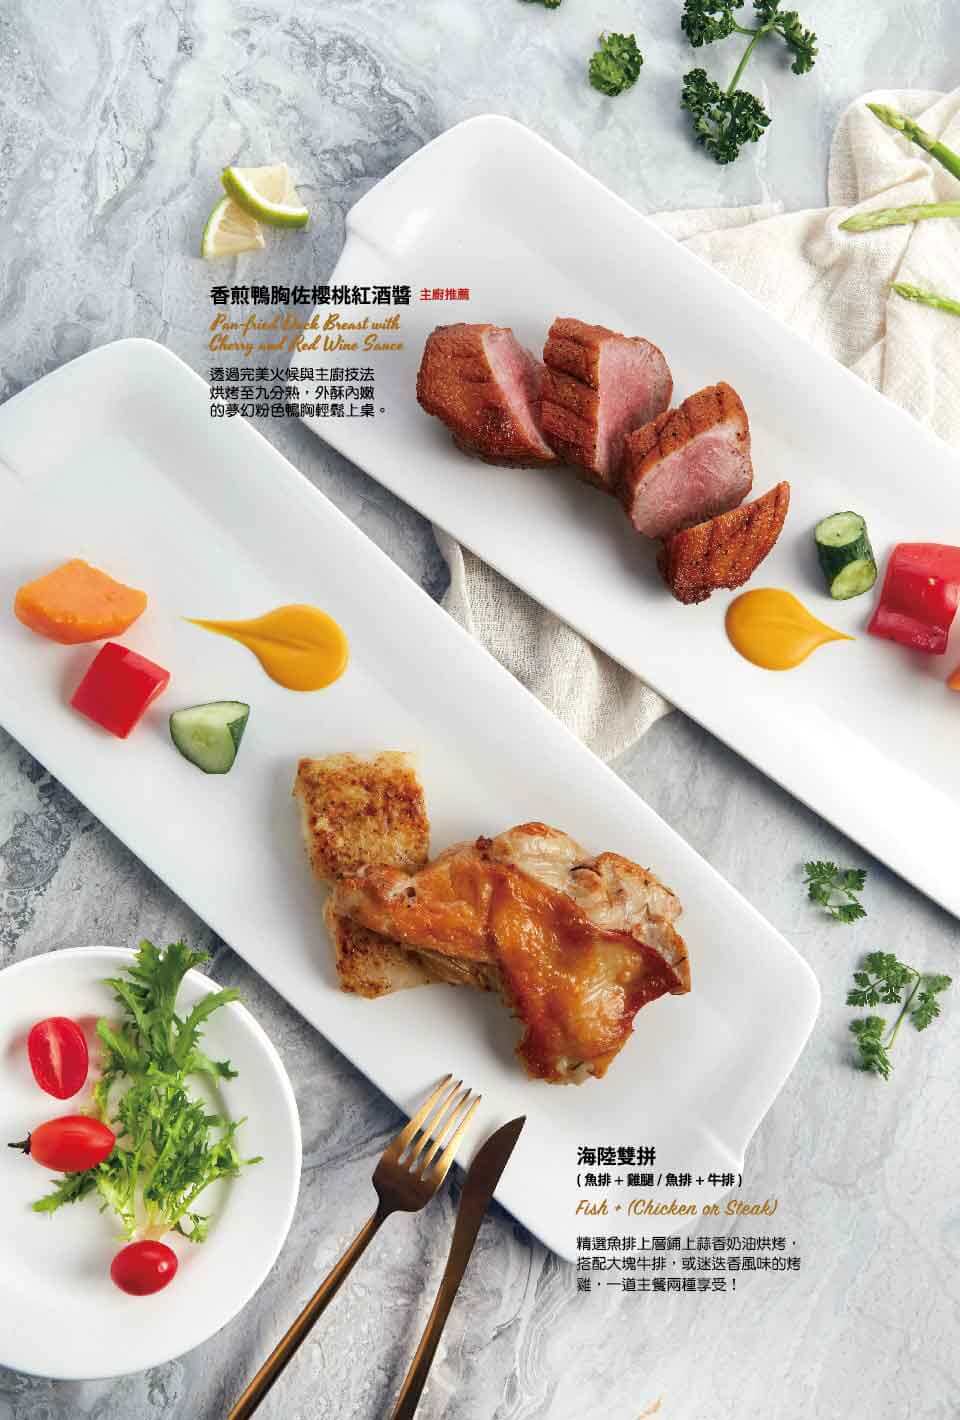 香煎鴨胸佐櫻桃紅酒醬 主廚推薦
Pan-fried Duck Breast with
Cherry and Red Wine Sauce
透過完美火候與主廚技法
烘烤至九分熟，外酥內嫩
的夢幻粉色鴨胸輕鬆上桌。
海陸雙拼
(魚排+雞腿/魚排+牛排)
Fish + (Chicken or Steak)
精選魚排上層鋪上蒜香奶油烘烤，
搭配大塊牛排，或迷迭香風味的烤
雞，一道主餐兩種享受！